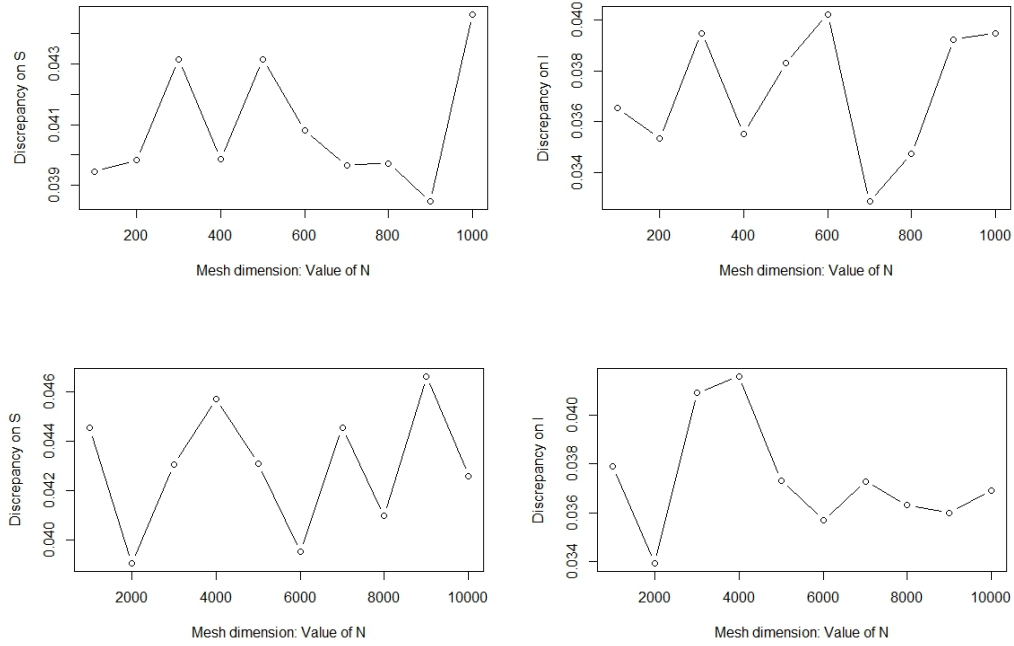 Discrepancy on S
0.039 0.041 0.043
200 400 600 800 1000
Mesh dimension: Value of N
Discrepancy on I
0.034 0.036 0.038 0.040
200 400 600 800 1000
Mesh dimension: Value of N
Discrepancy on S
0.040 0.042 0.044 0.046
2000 4000 6000 8000 10000
Mesh dimension: Value of N
Discrepancy on I
0.034 0.036 0.038 0.040
2000 4000 6000 8000 10000
Mesh dimension: Value of N